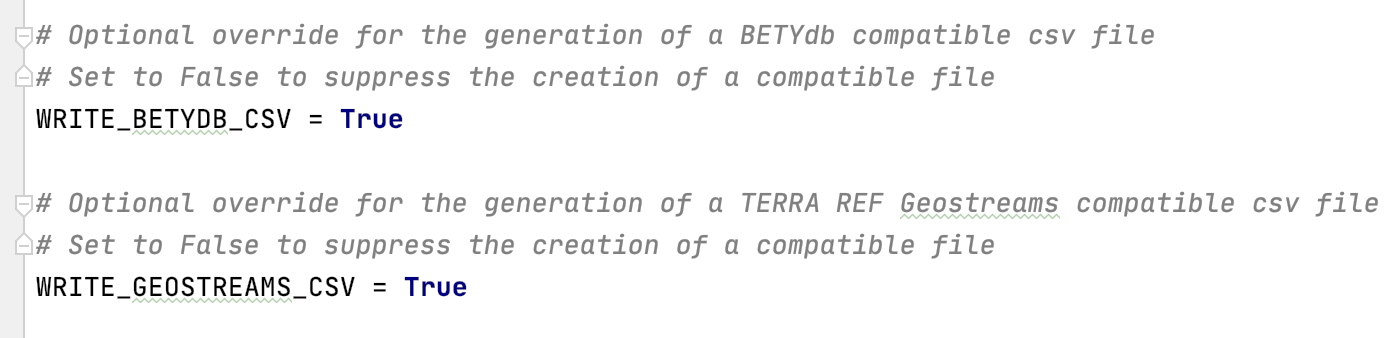 # Optional override for the generation of a BETYdb compatible csv file
# Set to False to suppress the creation of a compatible file
WRITE_BETYDB_CSV = True
# Optional override for the generation of a TERRA REF Geostreams compatible csv file
# Set to False to suppress the creation of a compatible file
WRITE_GEOSTREAMS_CSV = True